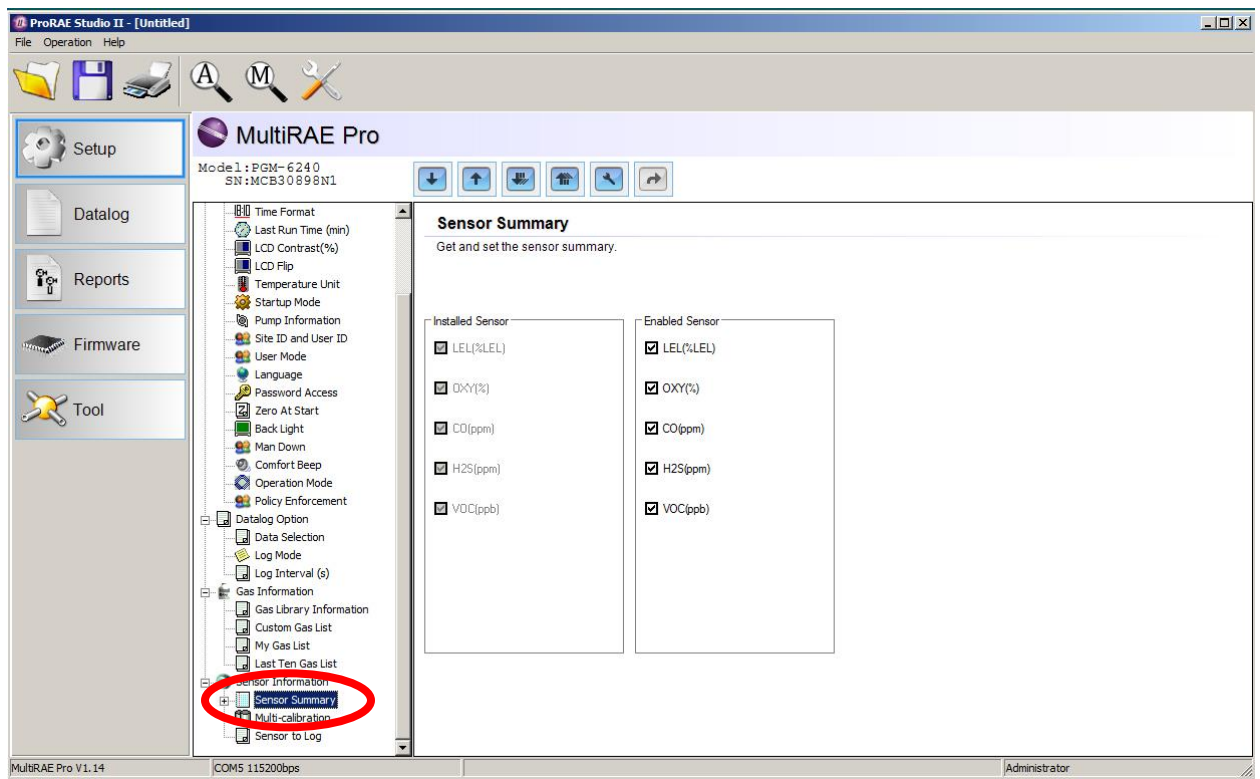 ProRAE Studio II - [Untitled]
File Operation Help
A M
Setup
Datalog
Reports
Firmware
Tool
MultiRAE Pro
Model:PGM-6240
SN:MCB30898N1
Time Format
Last Run Time (min)
LCD Contrast(%)
LCD Flip
Temperature Unit
Startup Mode
Pump Information
Site ID and User ID
User Mode
Language
Password Access
Zero At Start
Back Light
Man Down
Comfort Beep
Operation Mode
Policy Enforcement
Datalog Option
Data Selection
Log Mode
Log Interval (s)
Gas Information
Gas Library Information
Custom Gas List
My Gas List
Last Ten Gas List
Sensor Information
Sensor Summary
Multi-calibration
Sensor to Log
Sensor Summary
Get and set the sensor summary.
Installed Sensor
LEL(%LEL)
OXY(%)
CO(ppm)
H2S(ppm)
VOC(ppb)
Enabled Sensor
LEL(%LEL)
OXY(%)
CO(ppm)
H2S(ppm)
VOC(ppb)
MultiRAE Pro V1.14 COM5 115200bps Administrator